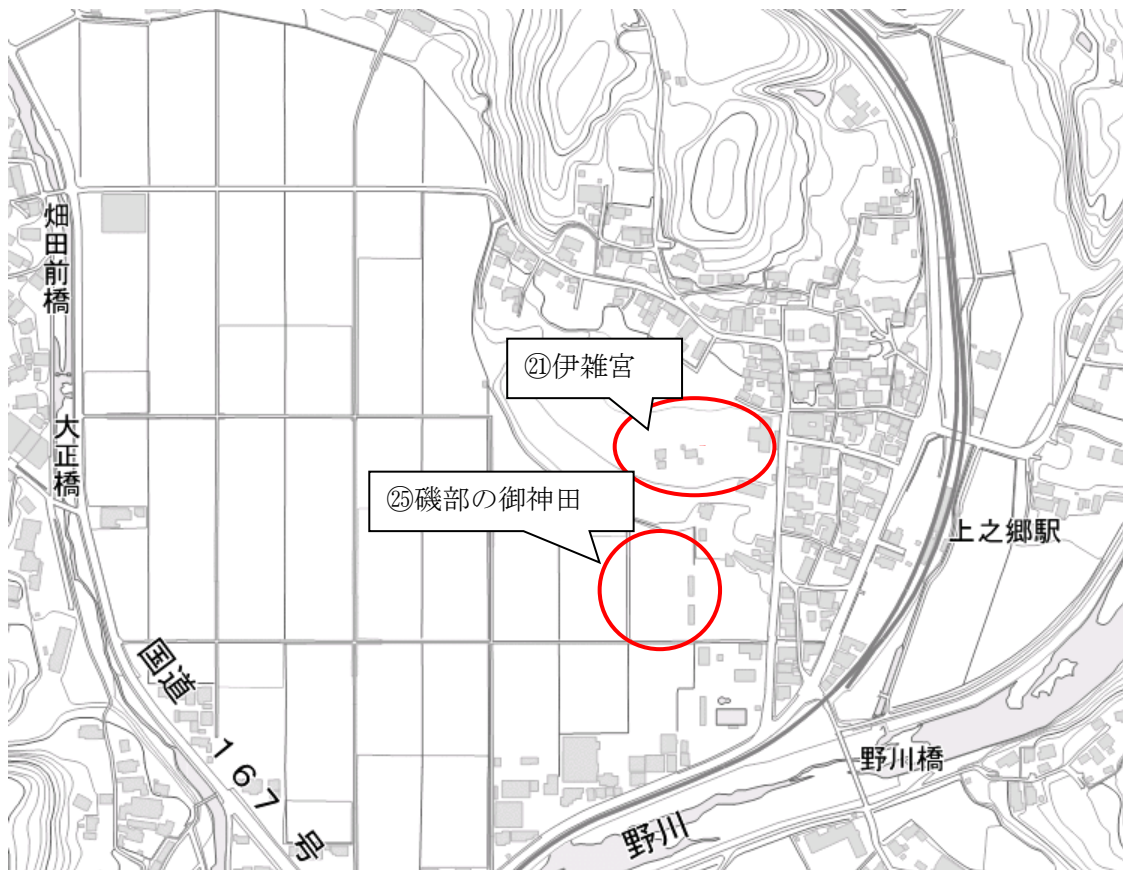 畑田前橋
㉑伊雑宮
大正橋
㉕磯部の御神田
上之郷駅
国道167号
野川橋
野川